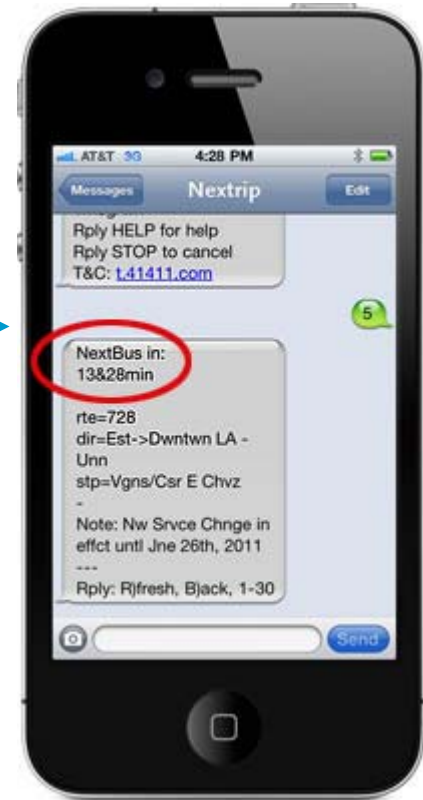 AT&T 3G 4:28 PM
Messages Nextrip Edit
Rply HELP for help
Rply STOP to cancel
T&C: t.41411.com
5
NextBus in:
13&28min
rte=728
dir=Est->Dwntwn LA -
Unn
stp=Vgns/Csr E Chvz
-
Note: Nw Srvce Chnge in
effct untl Jne 26th, 2011
---
Rply: R)fresh, B)ack, 1-30
Send